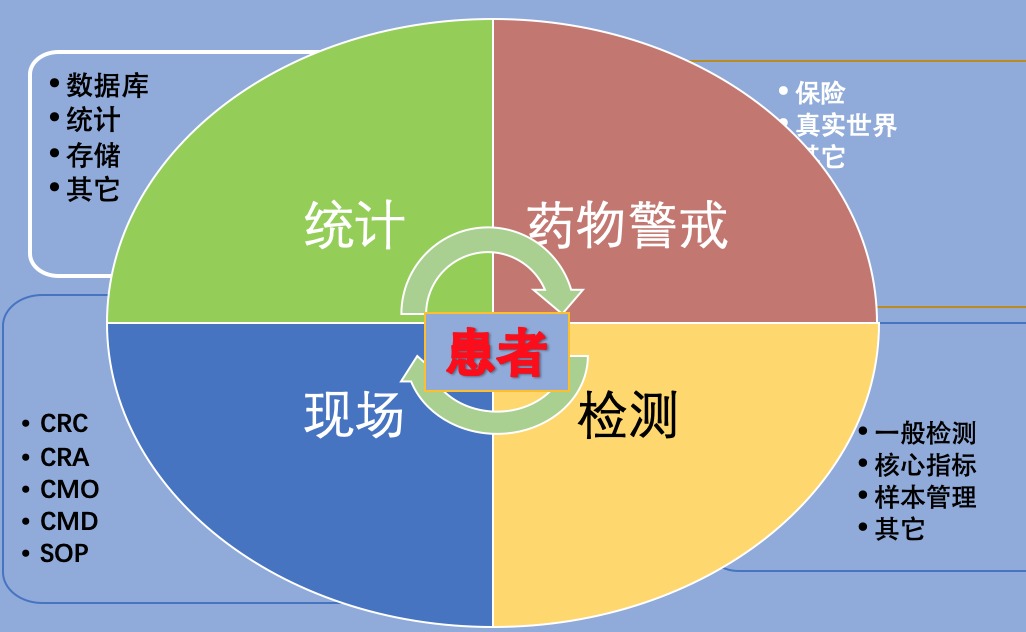 • 数据库
• 统计
• 存储
• 其它
• 保险
• 真实世界
其它
统计
药物警戒
患者
现场
检测
• CRC
• CRA
• CMO
• CMD
• SOP
• 一般检测
• 核心指标
• 样本管理
• 其它